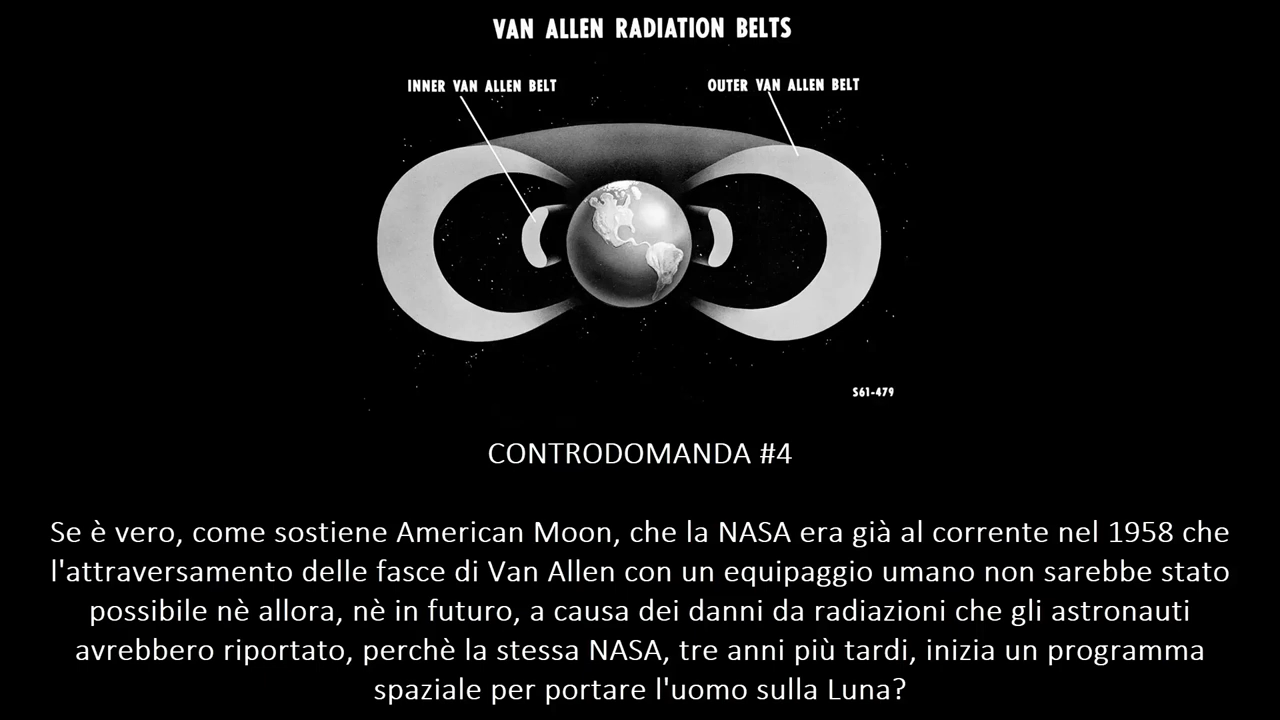 VAN ALLEN RADIATION BELTS
INNER VAN ALLEN BELT
OUTER VAN ALLEN BELT
S61-479
CONTRODOMANDA #4
Se è vero, come sostiene American Moon, che la NASA era già al corrente nel 1958 che
l'attraversamento delle fasce di Van Allen con un equipaggio umano non sarebbe stato
possibile nè allora, nè in futuro, a causa dei danni da radiazioni che gli astronauti
avrebbero riportato, perchè la stessa NASA, tre anni più tardi, inizia un programma
spaziale per portare l'uomo sulla Luna?